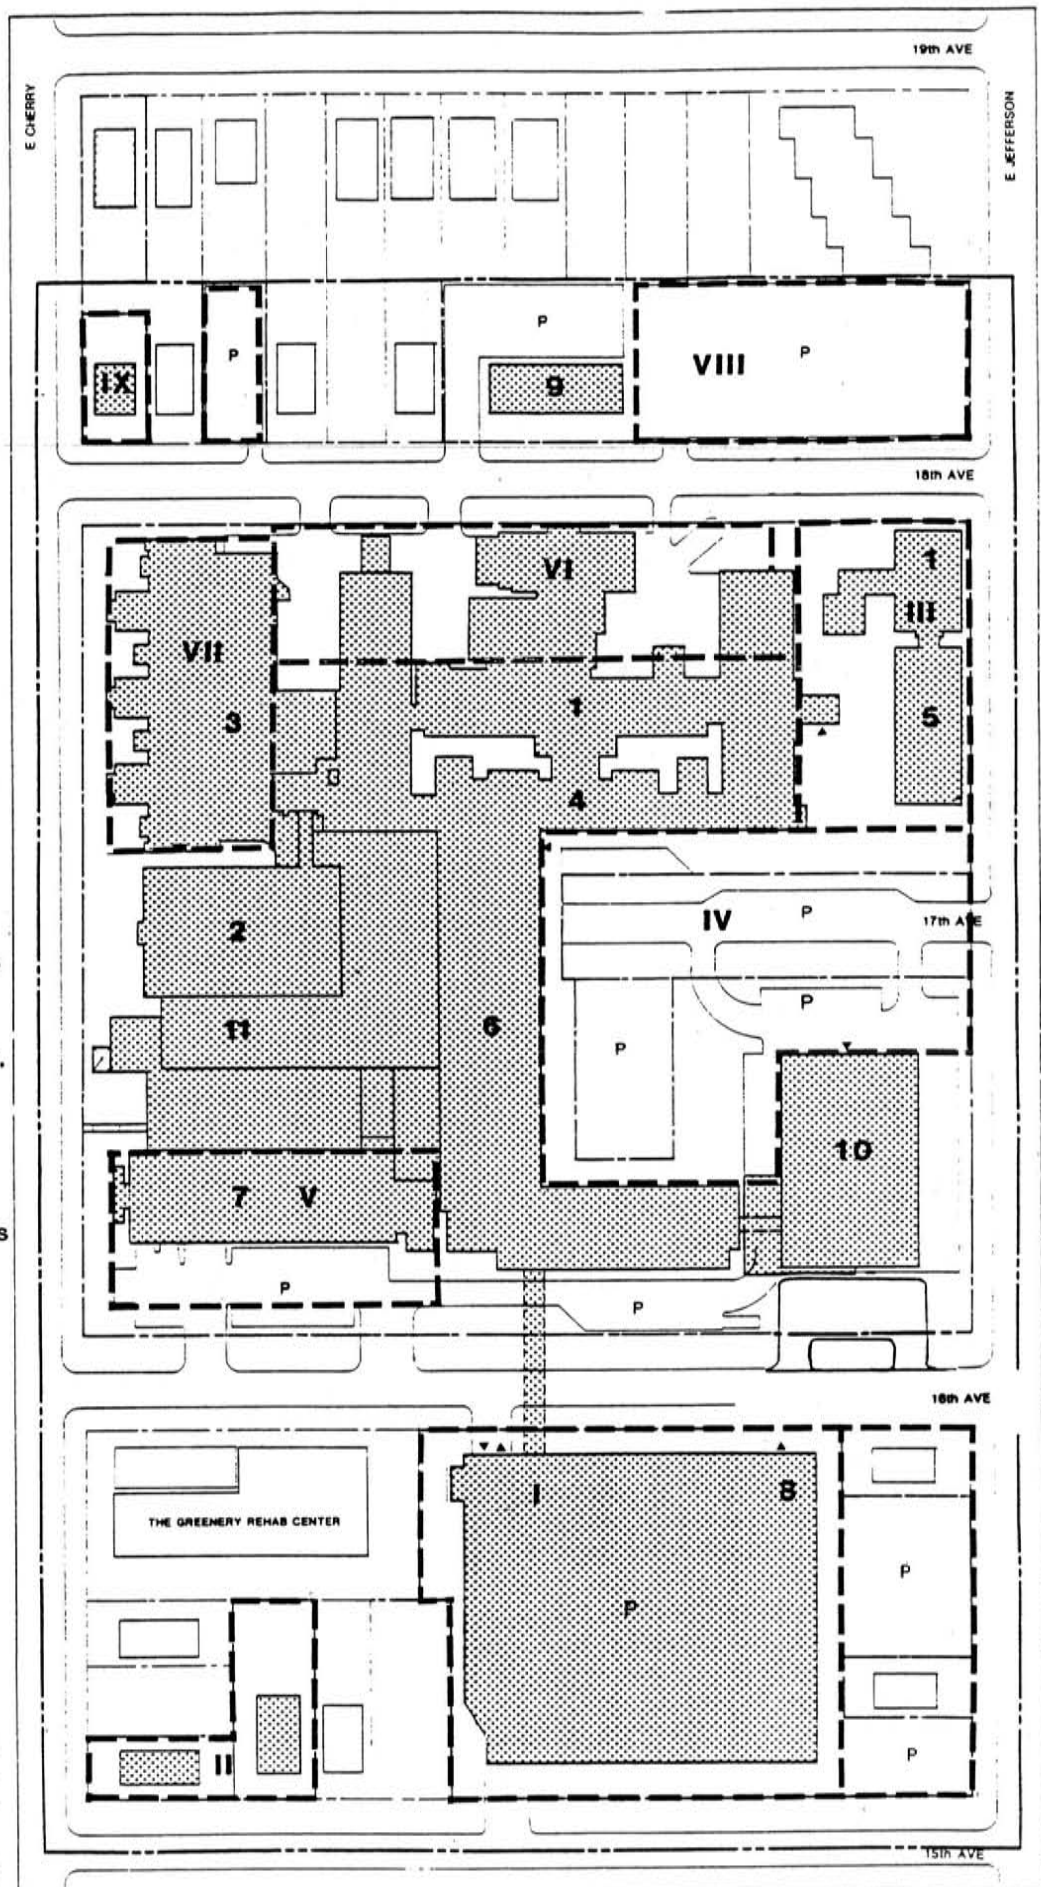 19th AVE
E CHERRY
E JEFFERSON
P
P
VIII
P
IX
9
18th AVE
VI
1
III
VII
1
5
3
4
2
IV
P
17th AVE
P
11
6
P
10
7
V
P
P
16th AVE
I
8
THE GREENERY REHAB CENTER
P
P
P
II
15th AVE
S